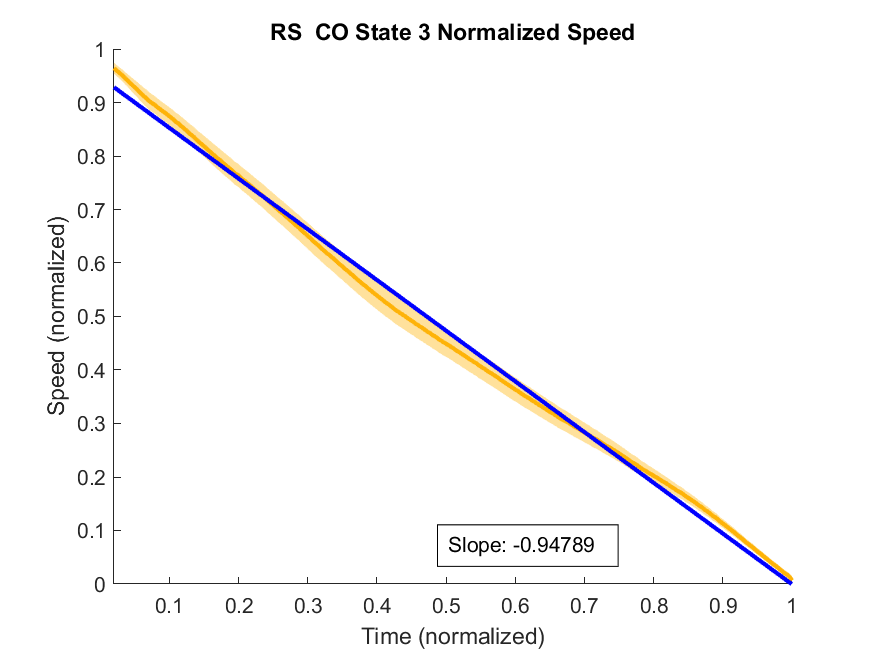 RS  CO State 3 Normalized Speed
1
0.9
0.8
0.7
0.6
0.5
0.4
0.3
0.2
0.1
0
Speed (normalized)
Slope: -0.94789
0.1 0.2 0.3 0.4 0.5 0.6 0.7 0.8 0.9 1
Time (normalized)